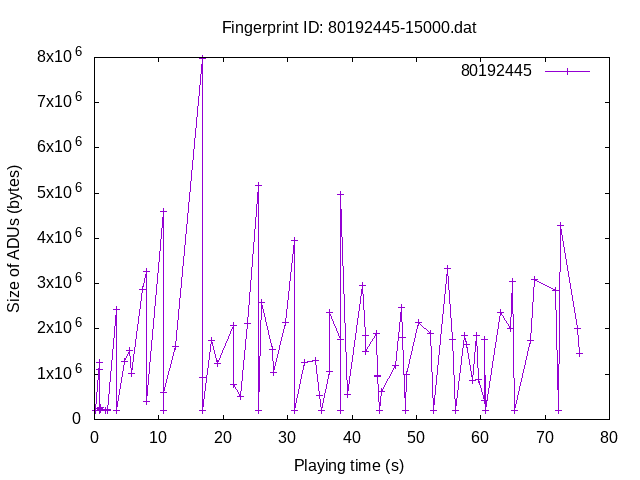 Fingerprint ID: 80192445-15000.dat
80192445
8x10^6
7x10^6
6x10^6
5x10^6
4x10^6
3x10^6
2x10^6
1x10^6
0
Size of ADUs (bytes)
0 10 20 30 40 50 60 70 80
Playing time (s)